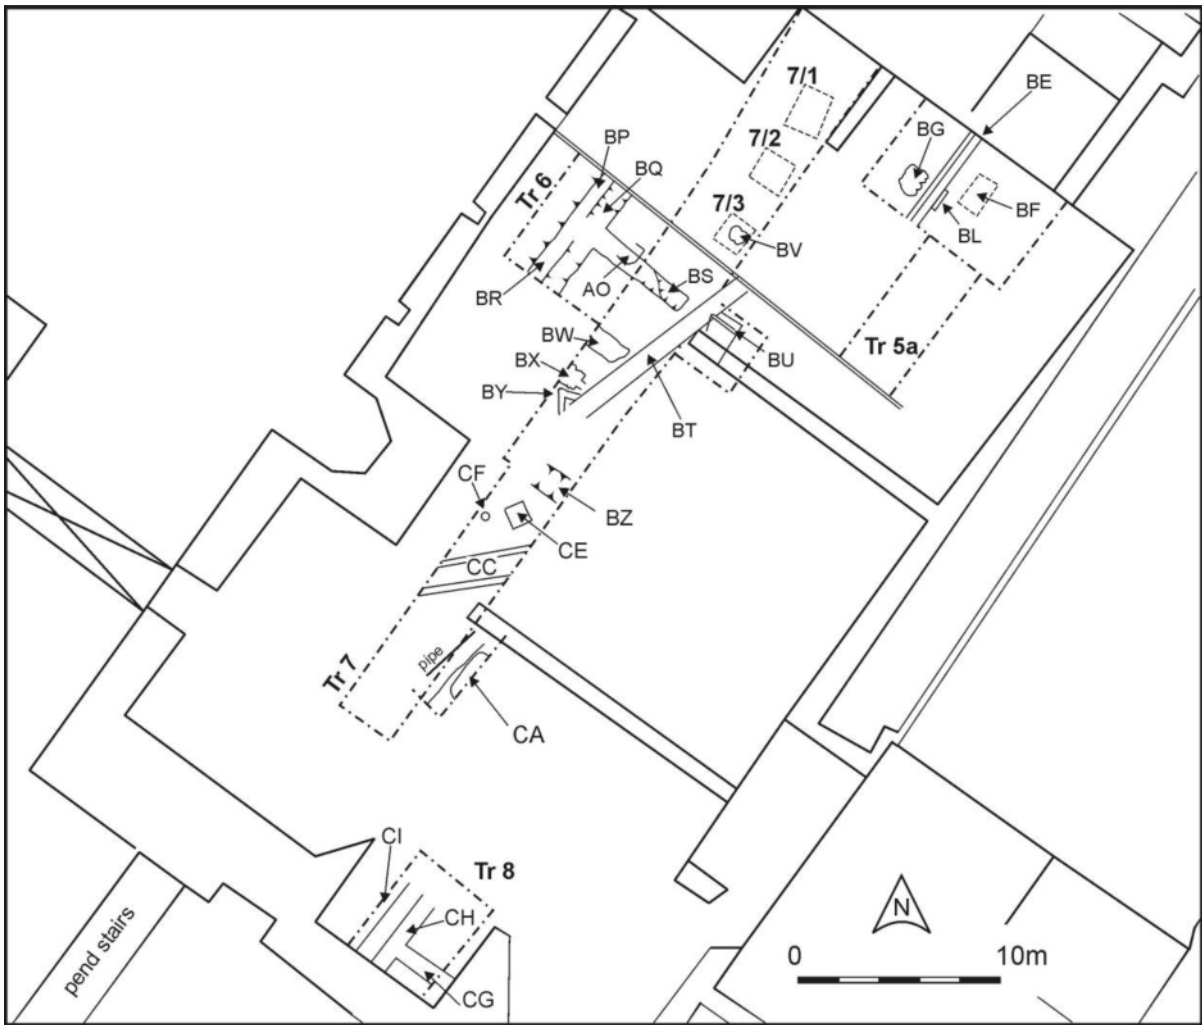 7/1
BE
BP
BG
7/2
BQ
Tr 6
7/3
BF
BL
BV
BS
AO
BR
BW
Tr 5a
BU
BX
BY
BT
CF
BZ
CE
CC
pipe
Tr 7
CA
CI
Tr 8
CH
N
pend stairs
0 10m
CG